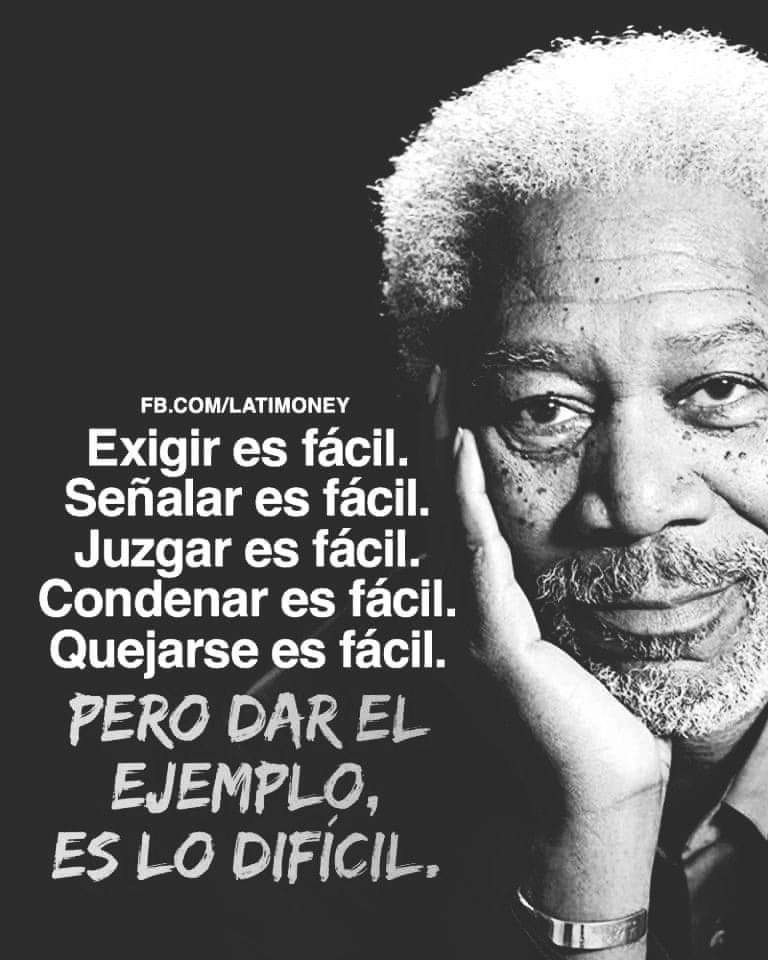 FB.COM/LATIMONEY
Exigir es fácil.
Señalar es fácil.
Juzgar es fácil.
Condenar es fácil.
Quejarse es fácil.
PERO DAR EL
EJEMPLO,
ES LO DIFÍCIL.